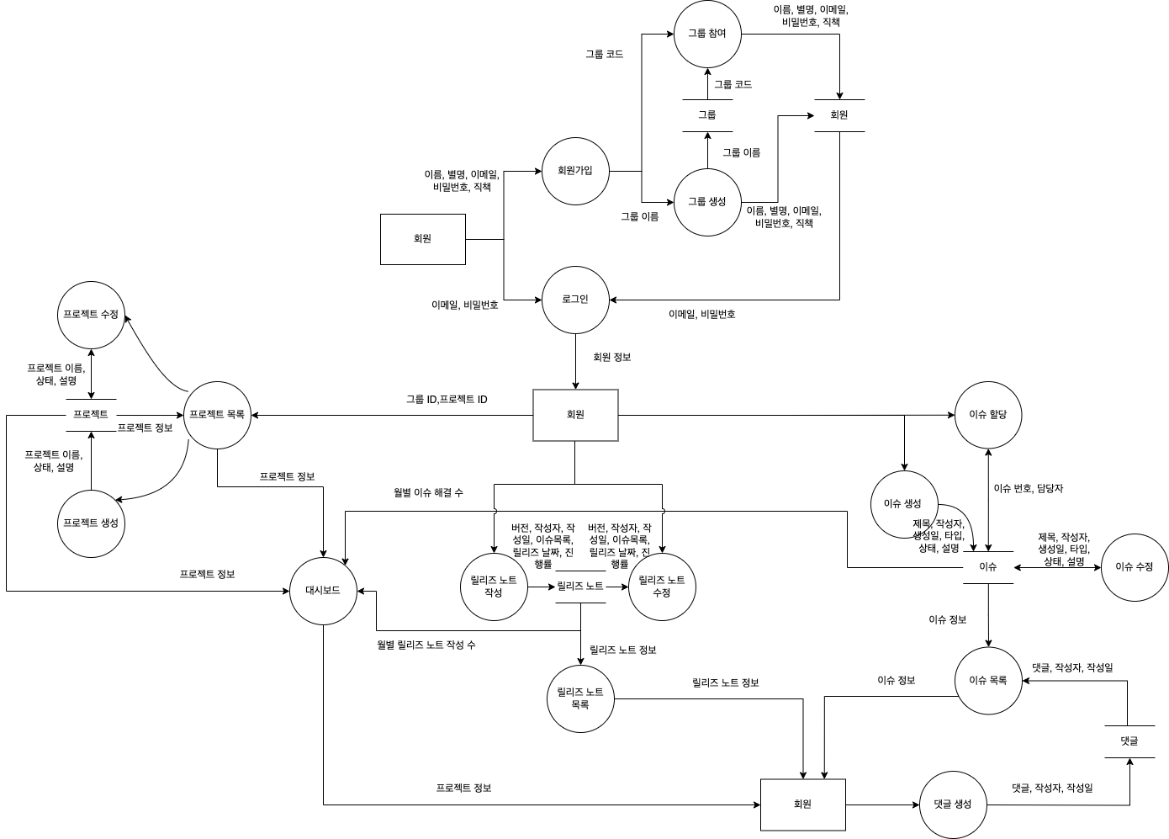 이름, 별명, 이메일,
비밀번호, 직책
그룹 참여
그룹 코드
그룹 코드
그룹
회원
그룹 이름
회원가입
이름, 별명, 이메일,
비밀번호, 직책
그룹 생성
그룹 이름
이름, 별명, 이메일,
비밀번호, 직책
회원
로그인
이메일, 비밀번호
이메일, 비밀번호
프로젝트 수정
회원 정보
프로젝트 이름,
상태, 설명
그룹 ID,프로젝트 ID
프로젝트
프로젝트 목록
회원
이슈 할당
프로젝트 정보
프로젝트 이름,
상태, 설명
프로젝트 정보
월별 이슈 해결 수
이슈 번호, 담당자
이슈 생성
프로젝트 생성
버전, 작성자, 작
성일, 이슈목록,
릴리즈 날짜, 진
행률
버전, 작성자, 작
성일, 이슈목록,
릴리즈 날짜, 진
행률
제목, 작성자,
생성일, 타입,
상태, 설명
제목, 작성자,
생성일, 타입,
상태, 설명
이슈
이슈 수정
프로젝트 정보
대시보드
릴리즈 노트
작성
릴리즈 노트
릴리즈 노트
수정
이슈 정보
월별 릴리즈 노트 작성 수
릴리즈 노트 정보
댓글, 작성자, 작성일
릴리즈 노트
목록
릴리즈 노트 정보
이슈 정보
이슈 목록
댓글
프로젝트 정보
회원
댓글 생성
댓글, 작성자, 작성일